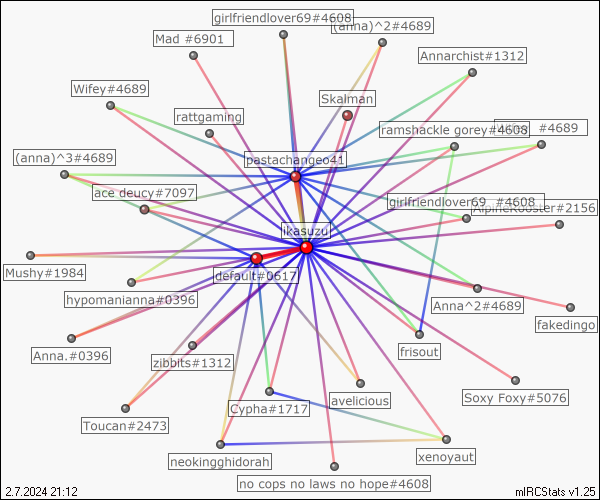 girlfriendlover69#4608
(anna)^2#4689
Mad #6901
Annarchist#1312
Wifey#4689
Skalman
rattgaming
ramshackle gorey #4608
#4689
(anna)^3#4689
pastachange041
ace deucy#7097
girlfriendlover69_ #4608
AlpineRooster#2156
ikasuzu
Mushy#1984
default#0617
hypomanianna#0396
Anna^2#4689
fakedingo
Anna.#0396
zibbits#1312
frisout
Cypha#1717
avelicious
Soxy Foxy#5076
Toucan#2473
neokingghidorah
xenoyaut
no cops no laws no hope#4608
2.7.2024 21:12
mIRCStats v1.25